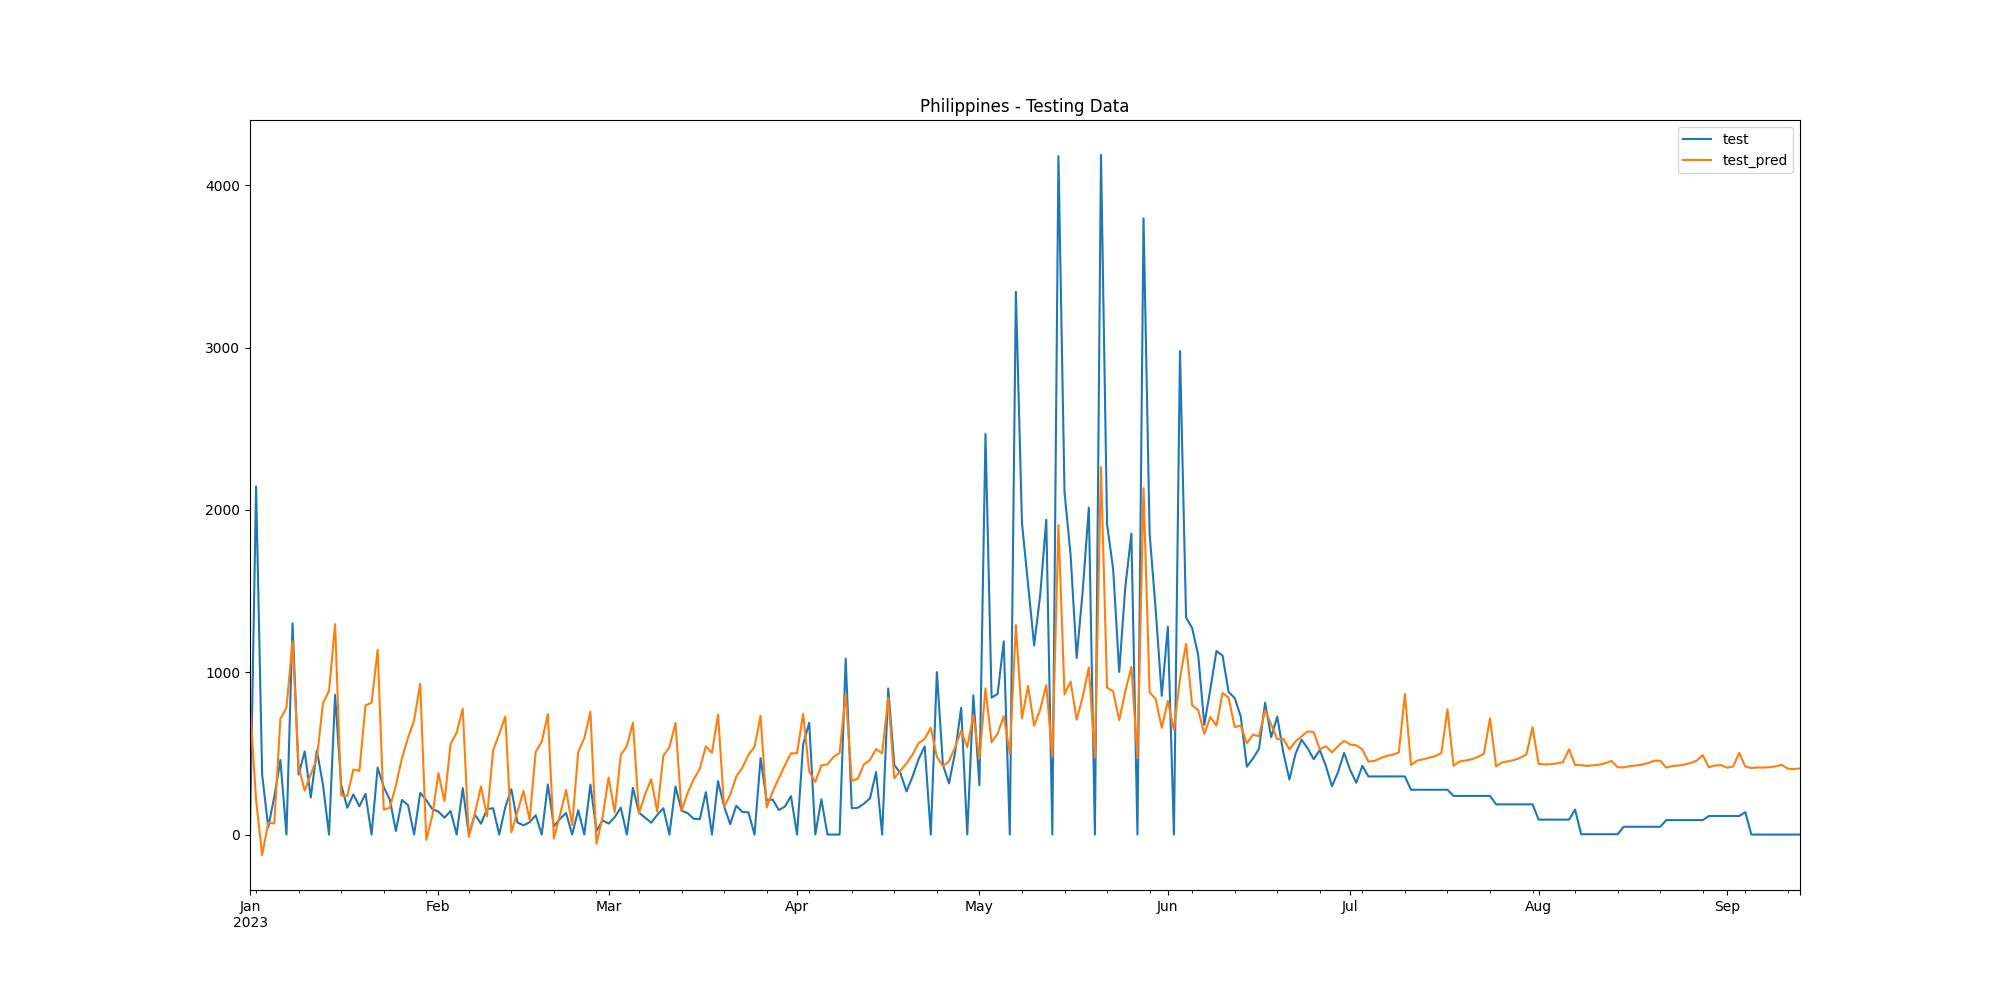 Philippines - Testing Data
test
test_pred
4000
3000
2000
1000
0
Jan Feb Mar Apr May Jun Jul Aug Sep
2023